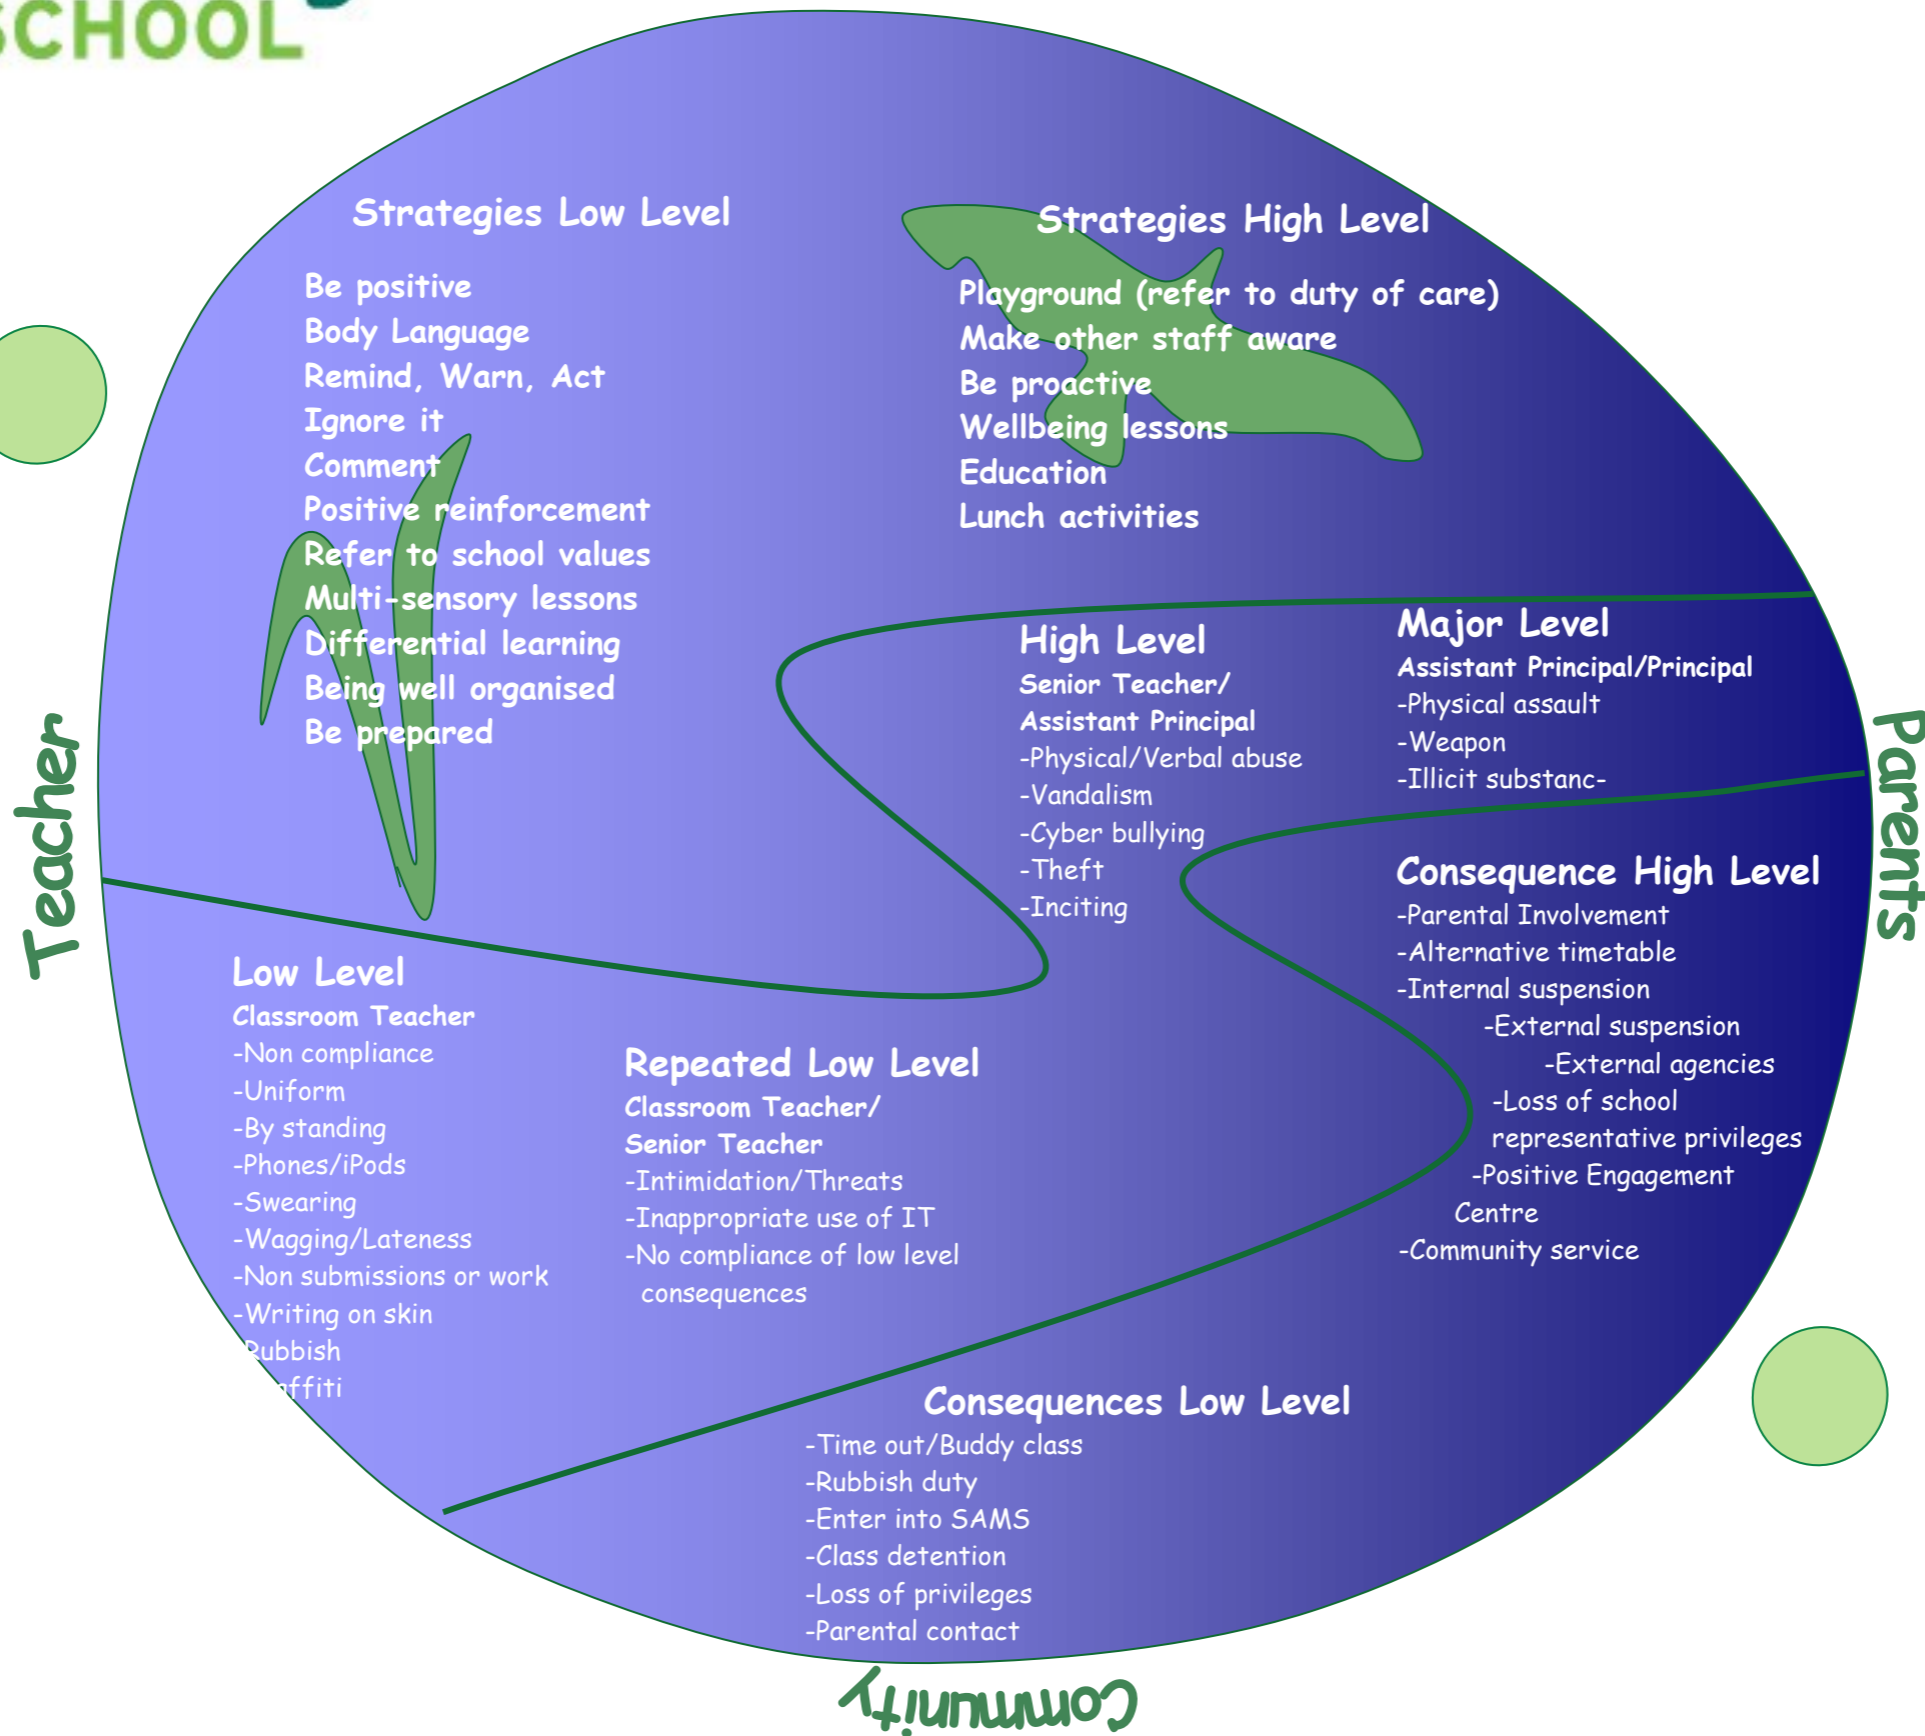 SCHOOL
Strategies Low Level
Be positive
Body Language
Remind, Warn, Act
Ignore it
Comment
Positive reinforcement
Refer to school values
Multi-sensory lessons
Differential learning
Being well organised
Be prepared
Strategies High Level
Playground (refer to duty of care)
Make other staff aware
Be proactive
Wellbeing lessons
Education
Lunch activities
High Level
Senior Teacher/
Assistant Principal
-Physical/Verbal abuse
-Vandalism
-Cyber bullying
-Theft
-Inciting
Major Level
Assistant Principal/Principal
-Physical assault
-Weapon
-Illicit substanc-
Teacher
Parents
Consequence High Level
-Parental Involvement
-Alternative timetable
-Internal suspension
-External suspension
-External agencies
-Loss of school
representative privileges
-Positive Engagement
Centre
-Community service
Low Level
Classroom Teacher
-Non compliance
-Uniform
-By standing
-Phones/iPods
-Swearing
-Wagging/Lateness
-Non submissions or work
-Writing on skin
Rubbish
affiti
Repeated Low Level
Classroom Teacher/
Senior Teacher
-Intimidation/Threats
-Inappropriate use of IT
-No compliance of low level
consequences
Consequences Low Level
-Time out/Buddy class
-Rubbish duty
-Enter into SAMS
-Class detention
-Loss of privileges
-Parental contact
Community